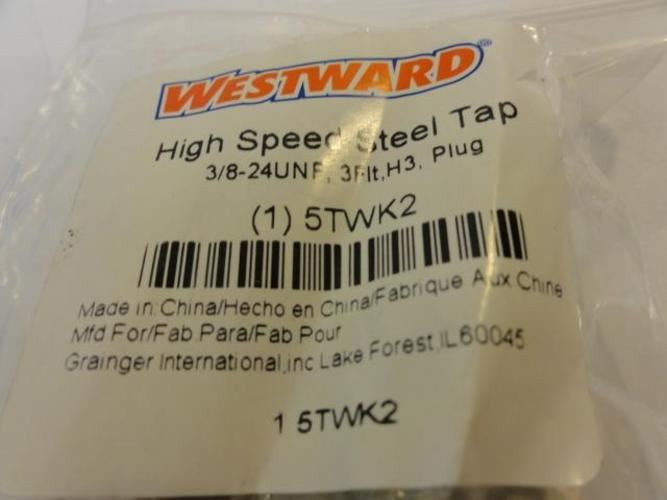 WESTWARD®
High Speed Steel Tap
3/8-24UNF, 3Flt,H3, Plug
(1) 5TWK2
Made in:China/Hecho en China/Fabrique Aux Chine
Mfd For/Fab.Para/Fab Pour
Grainger International,inc Lake Forest,IL60045
1 5TWK2